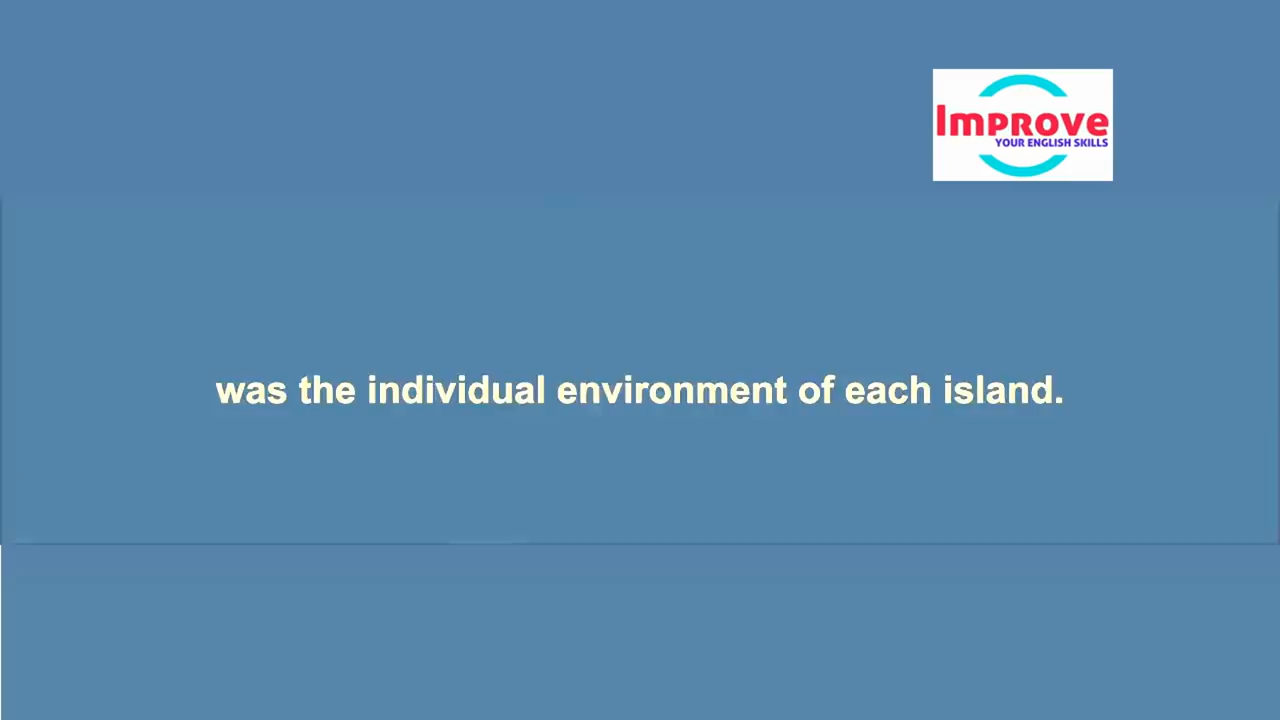 Improve
YOUR ENGLISH SKILLS
was the individual environment of each island.